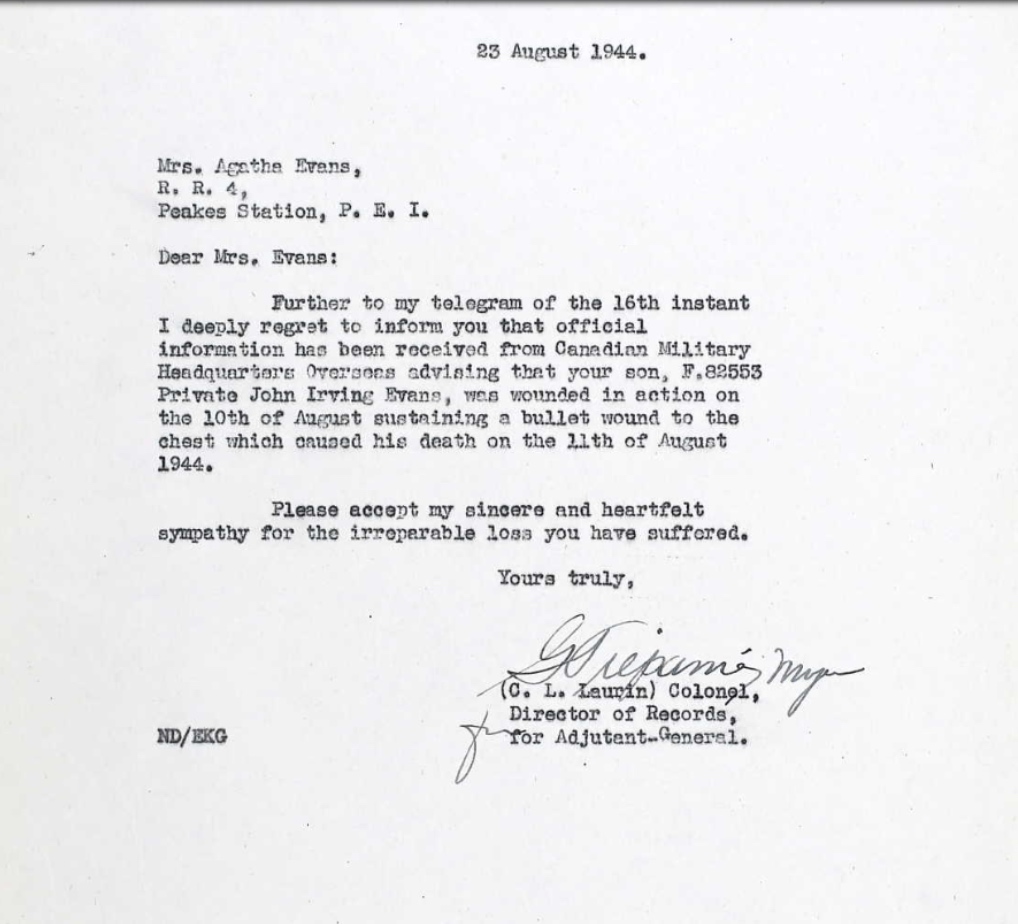 23 August 1944.
Mrs. Agatha Evans,
R. R. 4,
Peakes Station, P. E. I.
Dear Mrs. Evans:
Further to my telegram of the 16th instant
I deeply regret to inform you that official
information has been received from Canadian Military
Headquarters Overseas advising that your son, F.82553
Private John Irving Evans, was wounded in action on
the 10th of August sustaining a bullet wound to the
chest which caused his death on the 11th of August
1944.
Please accept my sincere and heartfelt
sympathy for the irreparable loss you have suffered.
Yours truly,
(C. L. Laurin) Colonel,
Director of Records,
ND/EKG
for
for Adjutant-General.